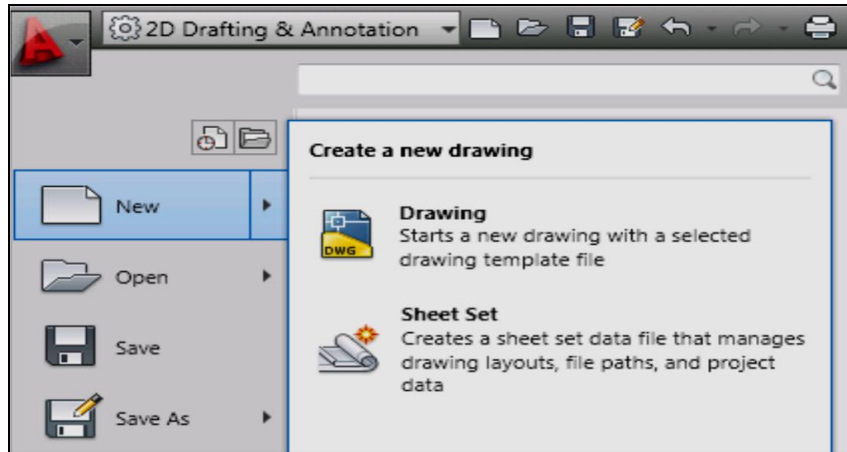 2D Drafting & Annotation
Create a new drawing
New
Drawing
Starts a new drawing with a selected
drawing template file
DWG
Open
Sheet Set
Creates a sheet set data file that manages
drawing layouts, file paths, and project
data
Save
Save As